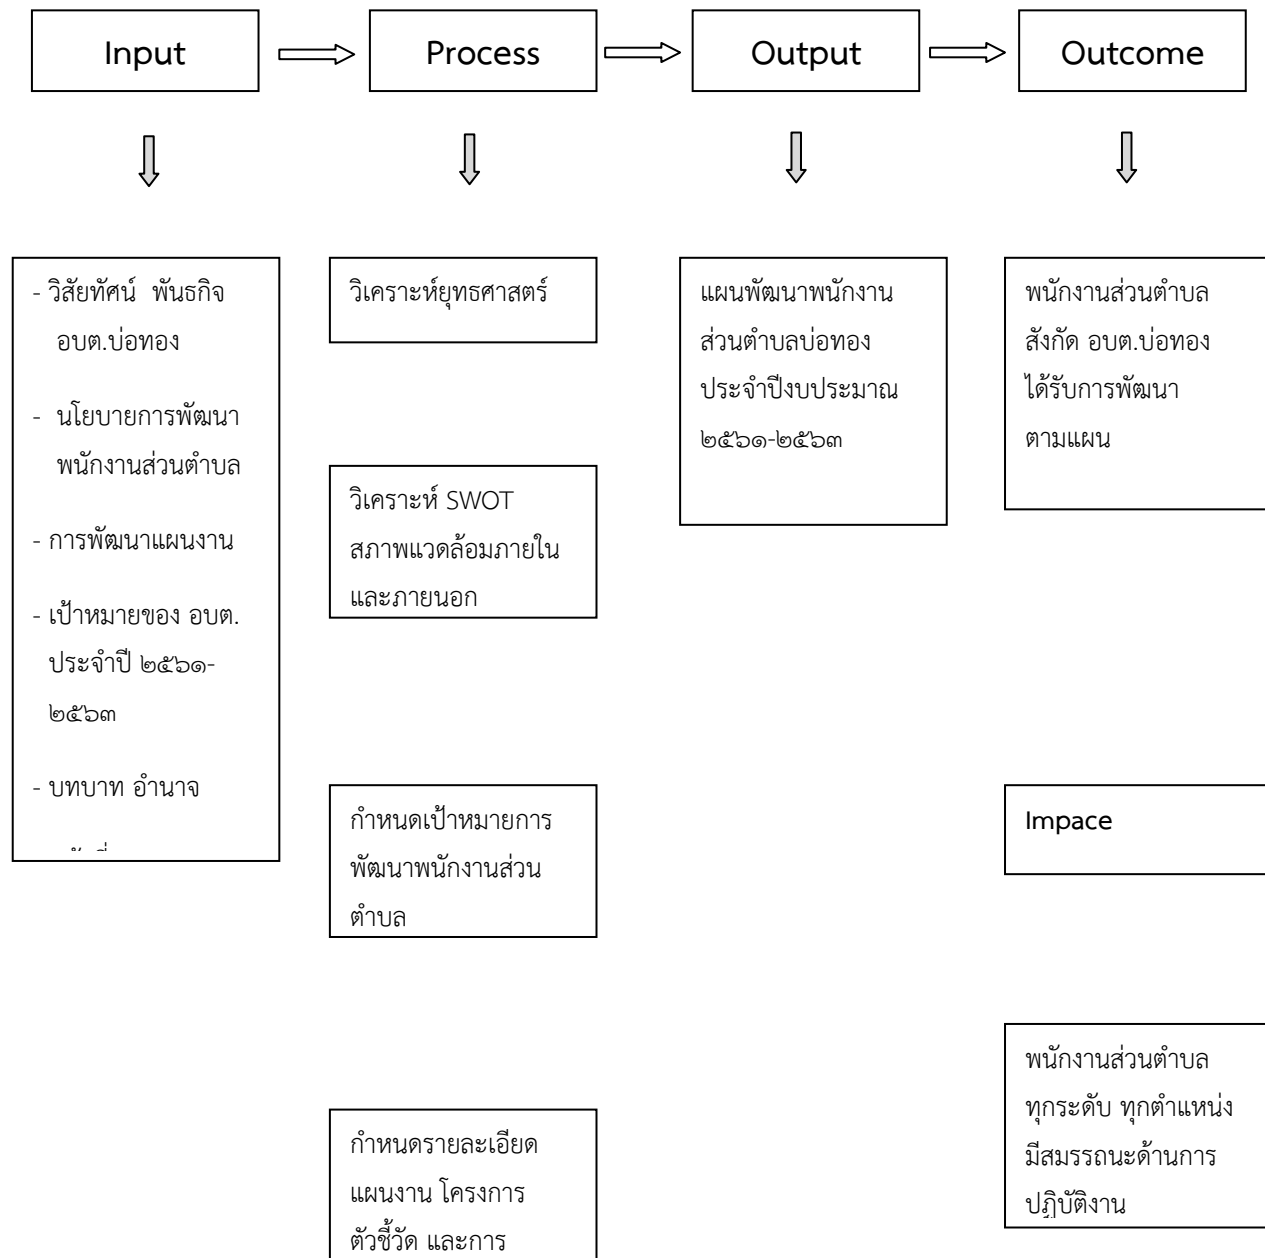 Input
Process
Output
Outcome
- วิสัยทัศน์ พันธกิจ
อบต.บ่อทอง
- นโยบายการพัฒนา
พนักงานส่วนตำบล
- การพัฒนาแผนงาน
- เป้าหมายของ อบต.
ประจำปี ๒๕๖๑-
๒๕๖๓
- บทบาท อำนาจ
วิเคราะห์ยุทธศาสตร์
วิเคราะห์ SWOT
สภาพแวดล้อมภายใน
และภายนอก
กำหนดเป้าหมายการ
พัฒนาพนักงานส่วน
ตำบล
กำหนดรายละเอียด
แผนงาน โครงการ
ตัวชี้วัด และการ
แผนพัฒนาพนักงาน
ส่วนตำบลบ่อทอง
ประจำปีงบประมาณ
๒๕๖๑-๒๕๖๓
พนักงานส่วนตำบล
สังกัด อบต.บ่อทอง
ได้รับการพัฒนา
ตามแผน
Impace
พนักงานส่วนตำบล
ทุกระดับ ทุกตำแหน่ง
มีสมรรถนะด้านการ
ปฏิบัติงาน